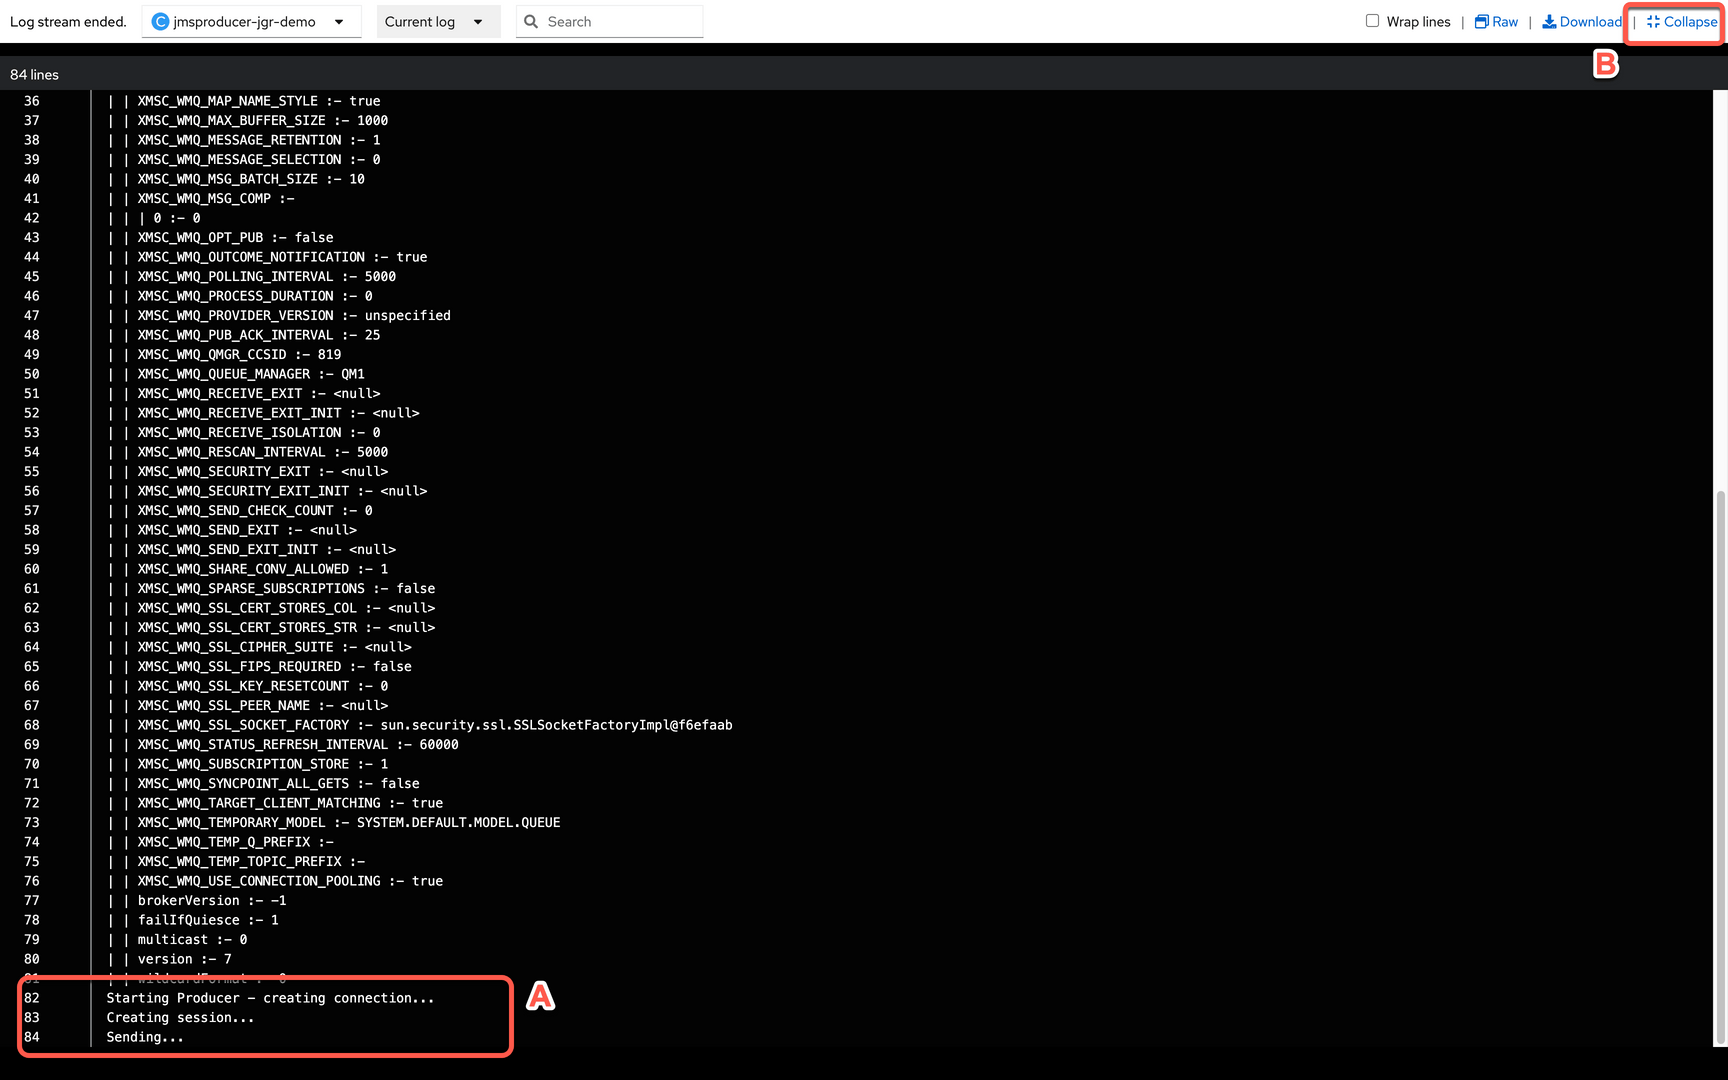 Log stream ended. C jmsproducer-jgr-demo Current log Search Wrap lines | Raw | Download | Collapse
B
84 lines
36 | | XMSC_WMQ_MAP_NAME_STYLE :- true
37 | | XMSC_WMQ_MAX_BUFFER_SIZE :- 1000
38 | | XMSC_WMQ_MESSAGE_RETENTION :- 1
39 | | XMSC_WMQ_MESSAGE_SELECTION :- 0
40 | | XMSC_WMQ_MSG_BATCH_SIZE :- 10
41 | | XMSC_WMQ_MSG_COMP :-
42 | | | 0 :- 0
43 | | XMSC_WMQ_OPT_PUB :- false
44 | | XMSC_WMQ_OUTCOME_NOTIFICATION :- true
45 | | XMSC_WMQ_POLLING_INTERVAL :- 5000
46 | | XMSC_WMQ_PROCESS_DURATION :- 0
47 | | XMSC_WMQ_PROVIDER_VERSION :- unspecified
48 | | XMSC_WMQ_PUB_ACK_INTERVAL :- 25
49 | | XMSC_WMQ_QMGR_CCSID :- 819
50 | | XMSC_WMQ_QUEUE_MANAGER :- QM1
51 | | XMSC_WMQ_RECEIVE_EXIT :- <null>
52 | | XMSC_WMQ_RECEIVE_EXIT_INIT :- <null>
53 | | XMSC_WMQ_RECEIVE_ISOLATION :- 0
54 | | XMSC_WMQ_RESCAN_INTERVAL :- 5000
55 | | XMSC_WMQ_SECURITY_EXIT :- <null>
56 | | XMSC_WMQ_SECURITY_EXIT_INIT :- <null>
57 | | XMSC_WMQ_SEND_CHECK_COUNT :- 0
58 | | XMSC_WMQ_SEND_EXIT :- <null>
59 | | XMSC_WMQ_SEND_EXIT_INIT :- <null>
60 | | XMSC_WMQ_SHARE_CONV_ALLOWED :- 1
61 | | XMSC_WMQ_SPARSE_SUBSCRIPTIONS :- false
62 | | XMSC_WMQ_SSL_CERT_STORES_COL :- <null>
63 | | XMSC_WMQ_SSL_CERT_STORES_STR :- <null>
64 | | XMSC_WMQ_SSL_CIPHER_SUITE :- <null>
65 | | XMSC_WMQ_SSL_FIPS_REQUIRED :- false
66 | | XMSC_WMQ_SSL_KEY_RESETCOUNT :- 0
67 | | XMSC_WMQ_SSL_PEER_NAME :- <null>
68 | | XMSC_WMQ_SSL_SOCKET_FACTORY :- sun.security.ssl.SSLSocketFactoryImpl@f6efaab
69 | | XMSC_WMQ_STATUS_REFRESH_INTERVAL :- 60000
70 | | XMSC_WMQ_SUBSCRIPTION_STORE :- 1
71 | | XMSC_WMQ_SYNCPOINT_ALL_GETS :- false
72 | | XMSC_WMQ_TARGET_CLIENT_MATCHING :- true
73 | | XMSC_WMQ_TEMPORARY_MODEL :- SYSTEM.DEFAULT.MODEL.QUEUE
74 | | XMSC_WMQ_TEMP_Q_PREFIX :-
75 | | XMSC_WMQ_TEMP_TOPIC_PREFIX :-
76 | | XMSC_WMQ_USE_CONNECTION_POOLING :- true
77 | | brokerVersion :- -1
78 | | failIfQuiesce :- 1
79 | | multicast :- 0
80 | | version :- 7
81 | | wildcardFormat :- 0
82 Starting Producer - creating connection...
A
83 Creating session...
84 Sending...